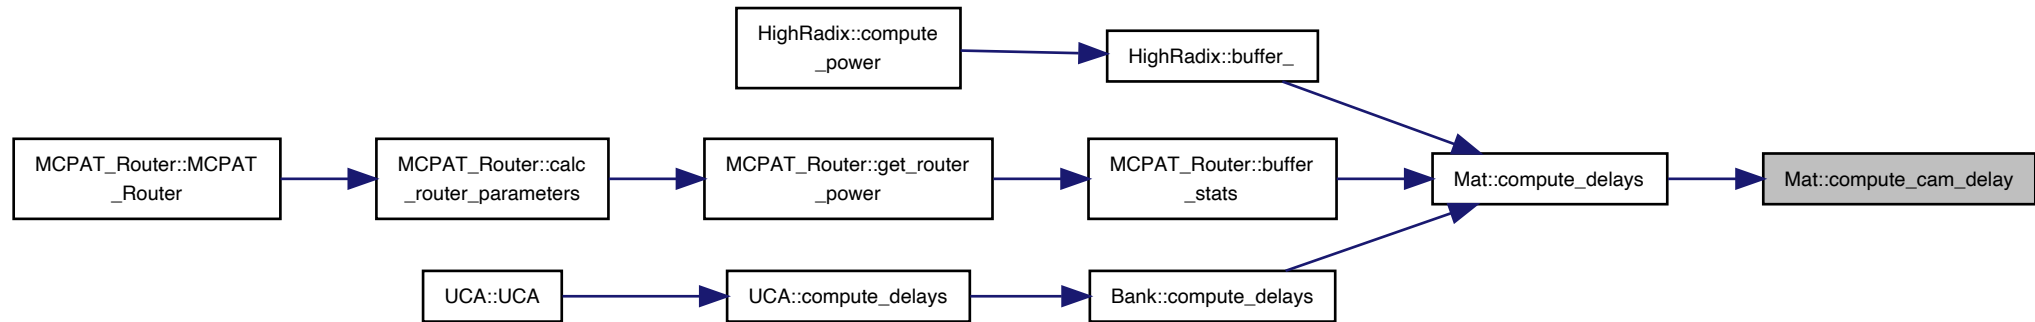 HighRadix::compute
_power
HighRadix::buffer_
MCPAT_Router::MCPAT
_Router
MCPAT_Router::calc
_router_parameters
MCPAT_Router::get_router
_power
MCPAT_Router::buffer
_stats
Mat::compute_delays
Mat::compute_cam_delay
UCA::UCA
UCA::compute_delays
Bank::compute_delays